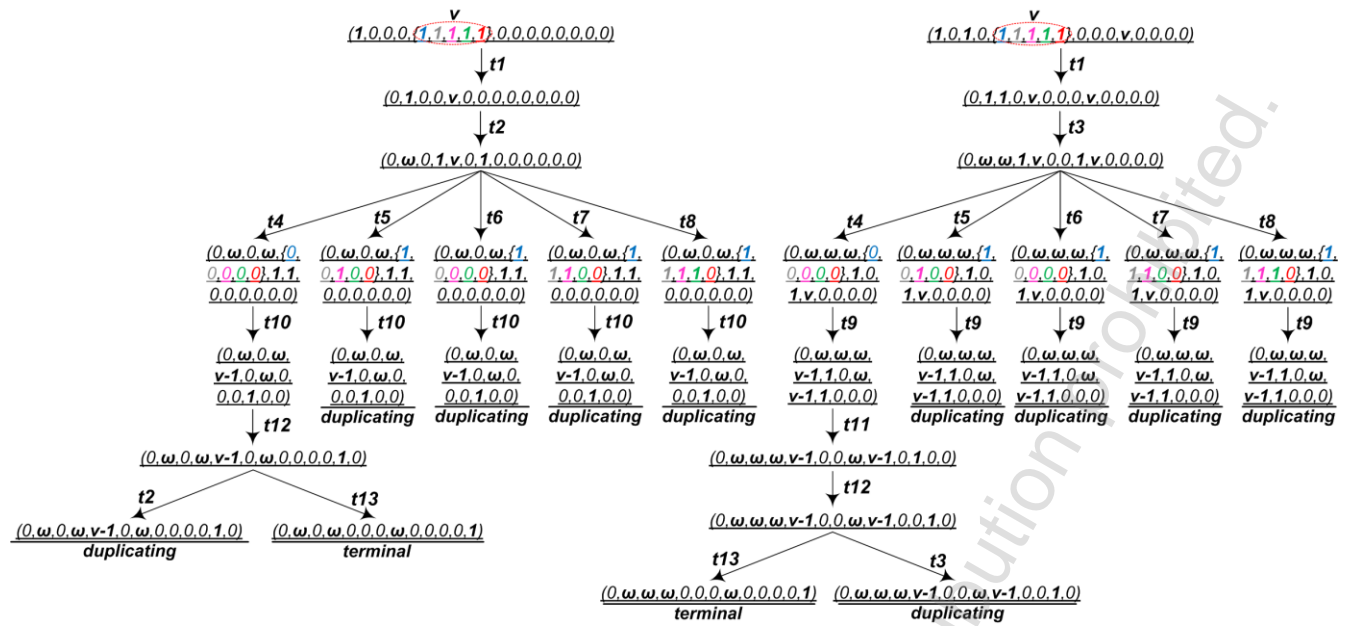 v
(1,0,0,0,{1,1,1,1,1},0,0,0,0,0,0,0,0)
t1
(0,1,0,0,v,0,0,0,0,0,0,0,0)
t2
(0,ω,0,1,v,0,1,0,0,0,0,0,0)
t4
t5
t6
t7
t8
(0,ω,0,ω,{0,
0,0,0,0},1,1,
0,0,0,0,0,0)
(0,ω,0,ω,{1,
0,1,0,0},1,1,
0,0,0,0,0,0)
(0,ω,0,ω,{1,
0,0,0,0},1,1,
0,0,0,0,0,0)
(0,ω,0,ω,{1,
1,1,0,0},1,1,
0,0,0,0,0,0)
(0,ω,0,ω,{1,
1,1,1,0},1,1,
0,0,0,0,0,0)
t10
t10
t10
t10
t10
(0,ω,0,ω,
v-1,0,ω,0,
0,0,1,0,0)
(0,ω,0,ω,
v-1,0,ω,0,
0,0,1,0,0)
duplicating
(0,ω,0,ω,
v-1,0,ω,0,
0,0,1,0,0)
duplicating
(0,ω,0,ω,
v-1,0,ω,0,
0,0,1,0,0)
duplicating
(0,ω,0,ω,
v-1,0,ω,0,
0,0,1,0,0)
duplicating
t12
(0,ω,0,ω,v-1,0,ω,0,0,0,0,1,0)
t2
t13
(0,ω,0,ω,v-1,0,ω,0,0,0,0,1,0)
duplicating
(0,ω,0,ω,0,0,0,ω,0,0,0,0,1)
terminal
v
(1,0,1,0,{1,1,1,1,1},0,0,0,v,0,0,0,0)
t1
(0,1,1,0,v,0,0,0,v,0,0,0,0)
t3
(0,ω,ω,1,v,0,0,1,v,0,0,0,0)
t4
t5
t6
t7
t8
(0,ω,ω,ω,{0,
0,0,0,0},1,0,
1,v,0,0,0,0)
(0,ω,ω,ω,{1,
0,1,0,0},1,0,
1,v,0,0,0,0)
(0,ω,ω,ω,{1,
0,0,0,0},1,0,
1,v,0,0,0,0)
(0,ω,ω,ω,{1,
1,1,0,0},1,0,
1,v,0,0,0,0)
(0,ω,ω,ω,{1,
1,1,1,0},1,0,
1,v,0,0,0,0)
t9
t9
t9
t9
t9
(0,ω,ω,ω,
v-1,1,0,ω,
v-1,1,0,0,0)
(0,ω,ω,ω,
v-1,1,0,ω,
v-1,1,0,0,0)
duplicating
(0,ω,ω,ω,
v-1,1,0,ω,
v-1,1,0,0,0)
duplicating
(0,ω,ω,ω,
v-1,1,0,ω,
v-1,1,0,0,0)
duplicating
(0,ω,ω,ω,
v-1,1,0,ω,
v-1,1,0,0,0)
duplicating
t11
(0,ω,ω,ω,v-1,0,0,ω,v-1,0,1,0,0)
t12
(0,ω,ω,ω,v-1,0,0,ω,v-1,0,0,1,0)
t13
t3
(0,ω,ω,ω,0,0,0,ω,0,0,0,0,1)
terminal
(0,ω,ω,ω,v-1,0,0,ω,v-1,0,0,1,0)
duplicating
ution prohibited.